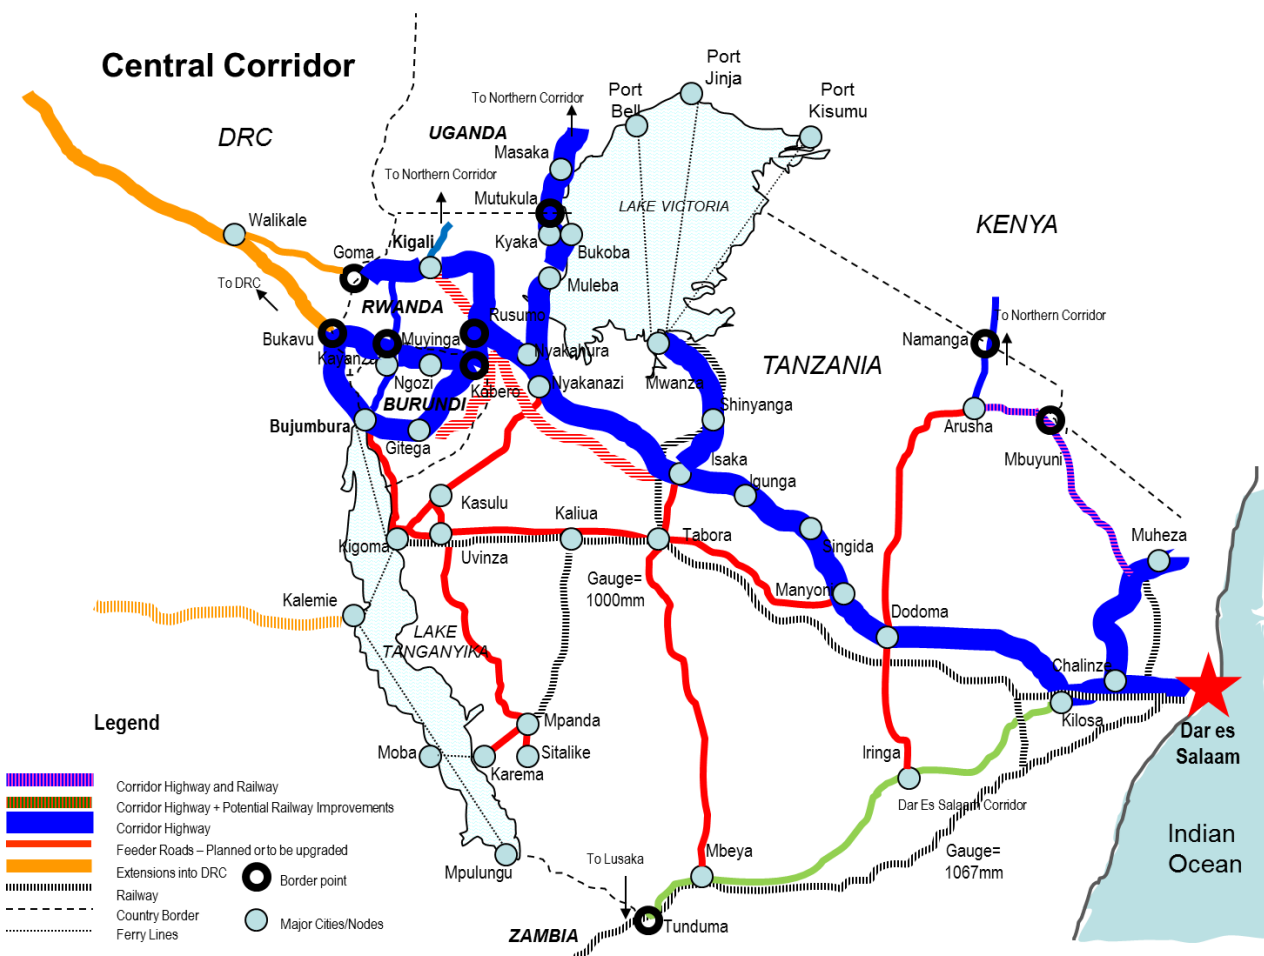 Central Corridor
Port
Jinja
Port
Bell
Port
Kisumu
To Northern Corridor
DRC
UGANDA
Masaka
To Northern Corridor
Mutukula
LAKE VICTORIA
KENYA
Walikale
Goma
Kigali
Kyaka
Bukoba
To DRC
Muleba
RWANDA
Rusumo
To Northern Corridor
Bukavu
Muyinga
Namanga
Kayanza
Nyakahura
TANZANIA
Ngozi
Kobero
Nyakanazi
Mwanza
BURUNDI
Shinyanga
Bujumbura
Gitega
Arusha
Mbuyuni
Isaka
Igunga
Kasulu
Kaliua
Muheza
Kigoma
Uvinza
Tabora
Singida
Gauge=
1000mm
Manyoni
Kalemie
Dodoma
LAKE
TANGANYIKA
Chalinze
Legend
Mpanda
Kilosa
Dar es
Salaam
Moba
Karema
Sitalike
Iringa
Corridor Highway and Railway
Corridor Highway + Potential Railway Improvements
Dar Es Salaam Corridor
Corridor Highway
Indian
Ocean
Feeder Roads – Planned or to be upgraded
Mbeya
Gauge=
1067mm
To Lusaka
Mpulungu
Extensions into DRC
Border point
Railway
Country Border
Major Cities/Nodes
Tunduma
Ferry Lines
ZAMBIA